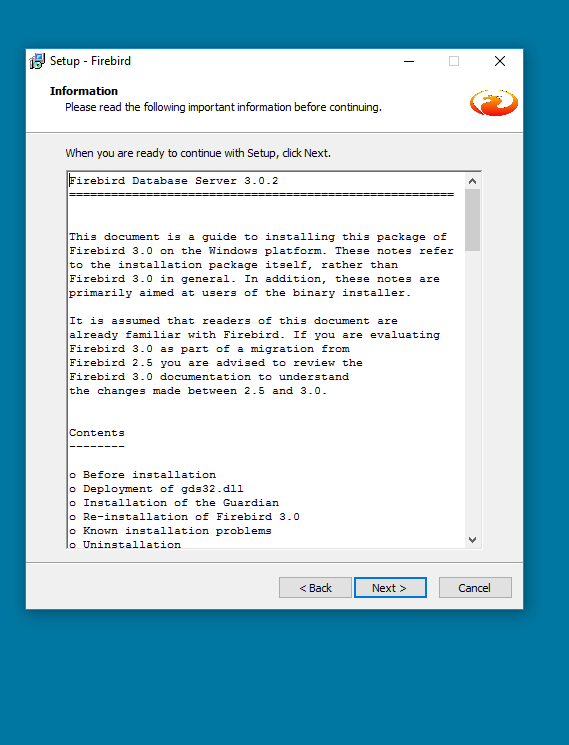 Setup - Firebird
Information
Please read the following important information before continuing.
When you are ready to continue with Setup, click Next.
Firebird Database Server 3.0.2
=======================================================
This document is a guide to installing this package of
Firebird 3.0 on the Windows platform. These notes refer
to the installation package itself, rather than
Firebird 3.0 in general. In addition, these notes are
primarily aimed at users of the binary installer.
It is assumed that readers of this document are
already familiar with Firebird. If you are evaluating
Firebird 3.0 as part of a migration from
Firebird 2.5 you are advised to review the
Firebird 3.0 documentation to understand
the changes made between 2.5 and 3.0.
Contents
--------
o Before installation
o Deployment of gds32.dll
o Installation of the Guardian
o Re-installation of Firebird 3.0
o Known installation problems
o Uninstallation
< Back
Next >
Cancel